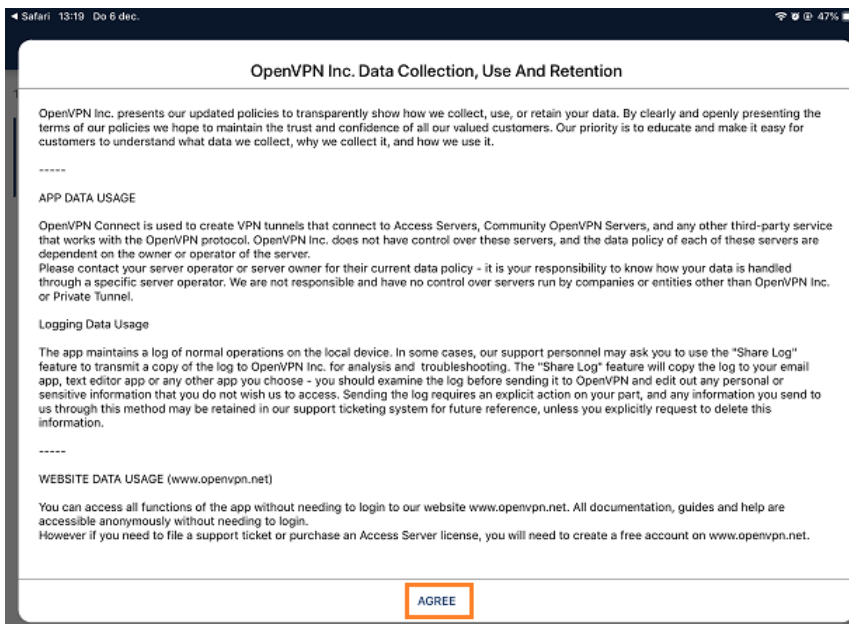 Safari 13:19 Do 6 dec. 47%
OpenVPN Inc. Data Collection, Use And Retention
OpenVPN Inc. presents our updated policies to transparently show how we collect, use, or retain your data. By clearly and openly presenting the
terms of our policies we hope to maintain the trust and confidence of all our valued customers. Our priority is to educate and make it easy for
customers to understand what data we collect, why we collect it, and how we use it.
-----
APP DATA USAGE
OpenVPN Connect is used to create VPN tunnels that connect to Access Servers, Community OpenVPN Servers, and any other third-party service
that works with the OpenVPN protocol. OpenVPN Inc. does not have control over these servers, and the data policy of each of these servers are
dependent on the owner or operator of the server.
Please contact your server operator or server owner for their current data policy - it is your responsibility to know how your data is handled
through a specific server operator. We are not responsible and have no control over servers run by companies or entities other than OpenVPN Inc.
or Private Tunnel.
Logging Data Usage
The app maintains a log of normal operations on the local device. In some cases, our support personnel may ask you to use the "Share Log"
feature to transmit a copy of the log to OpenVPN Inc. for analysis and troubleshooting. The "Share Log" feature will copy the log to your email
app, text editor app or any other app you choose - you should examine the log before sending it to OpenVPN and edit out any personal or
sensitive information that you do not wish us to access. Sending the log requires an explicit action on your part, and any information you send to
us through this method may be retained in our support ticketing system for future reference, unless you explicitly request to delete this
information.
-----
WEBSITE DATA USAGE (www.openvpn.net)
You can access all functions of the app without needing to login to our website www.openvpn.net. All documentation, guides and help are
accessible anonymously without needing to login.
However if you need to file a support ticket or purchase an Access Server license, you will need to create a free account on www.openvpn.net.
AGREE